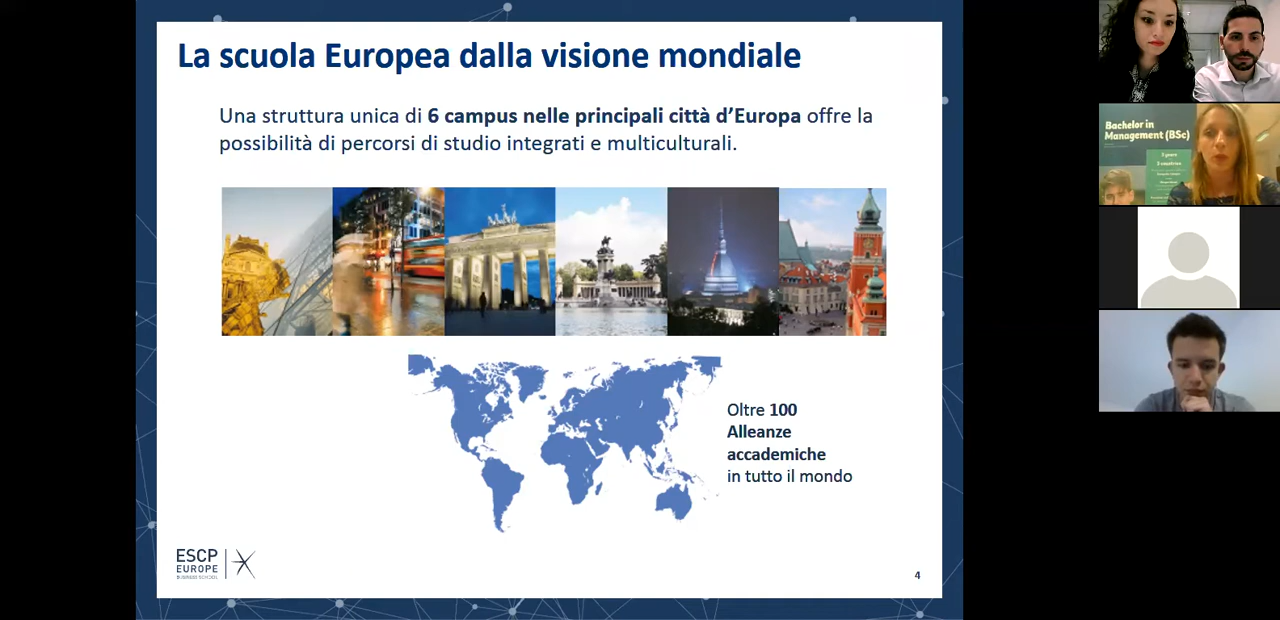 La scuola Europea dalla visione mondiale
Una struttura unica di 6 campus nelle principali città d'Europa offre la
possibilità di percorsi di studio integrati e multiculturali.
Oltre 100
Alleanze
accademiche
in tutto il mondo
ESCP
EUROPE
BUSINESS SCHOOL
4
Bachelor in
Management (BSc)
3 years